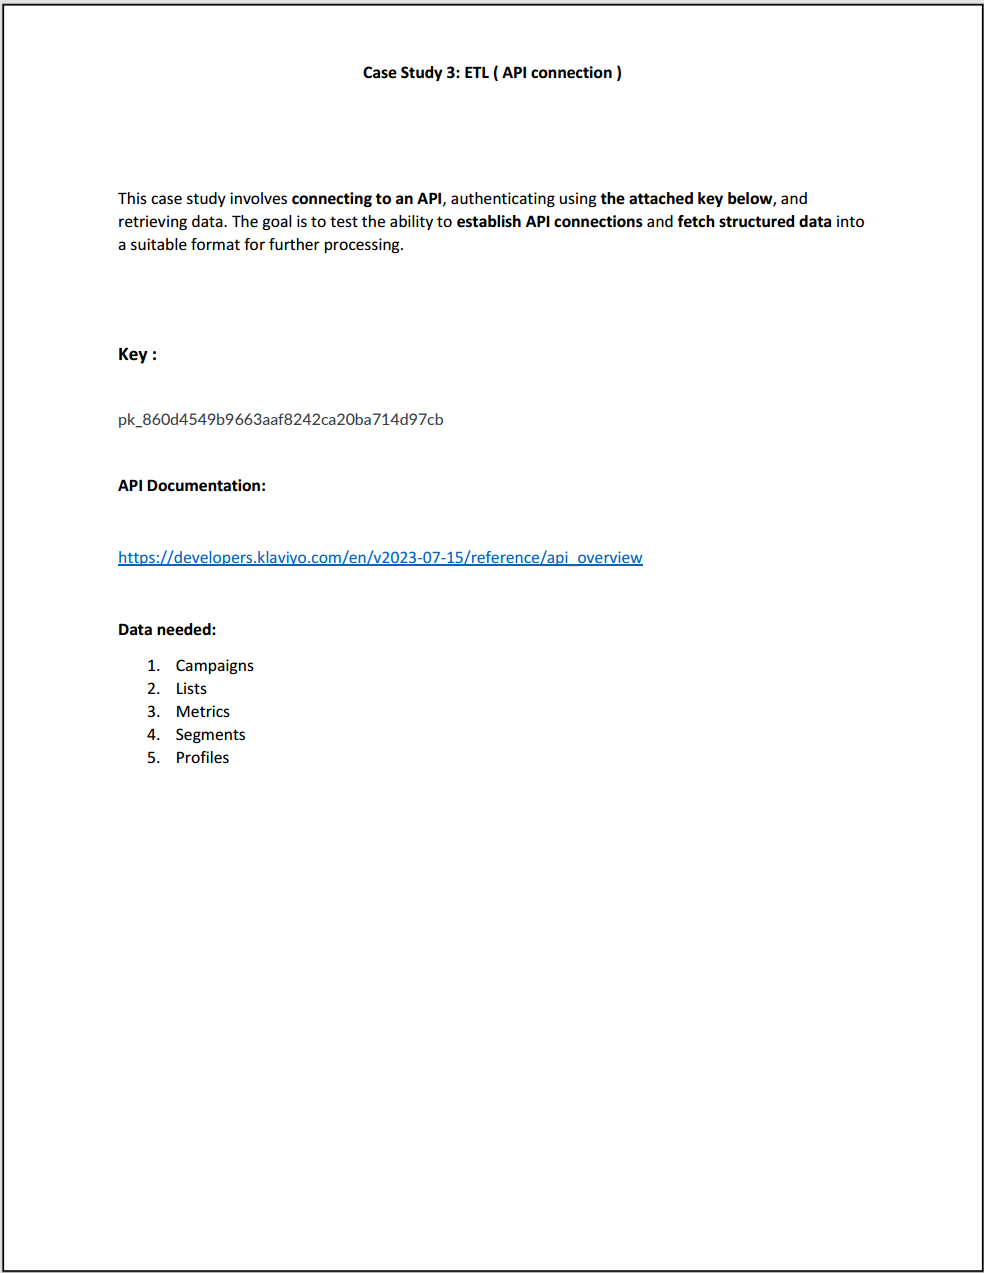 Case Study 3: ETL ( API connection )
This case study involves connecting to an API, authenticating using the attached key below, and
retrieving data. The goal is to test the ability to establish API connections and fetch structured data into
a suitable format for further processing.
Key :
pk_860d4549b9663aaf8242ca20ba714d97cb
API Documentation:
https://developers.klaviyo.com/en/v2023-07-15/reference/api_overview
Data needed:
1. Campaigns
2. Lists
3. Metrics
4. Segments
5. Profiles